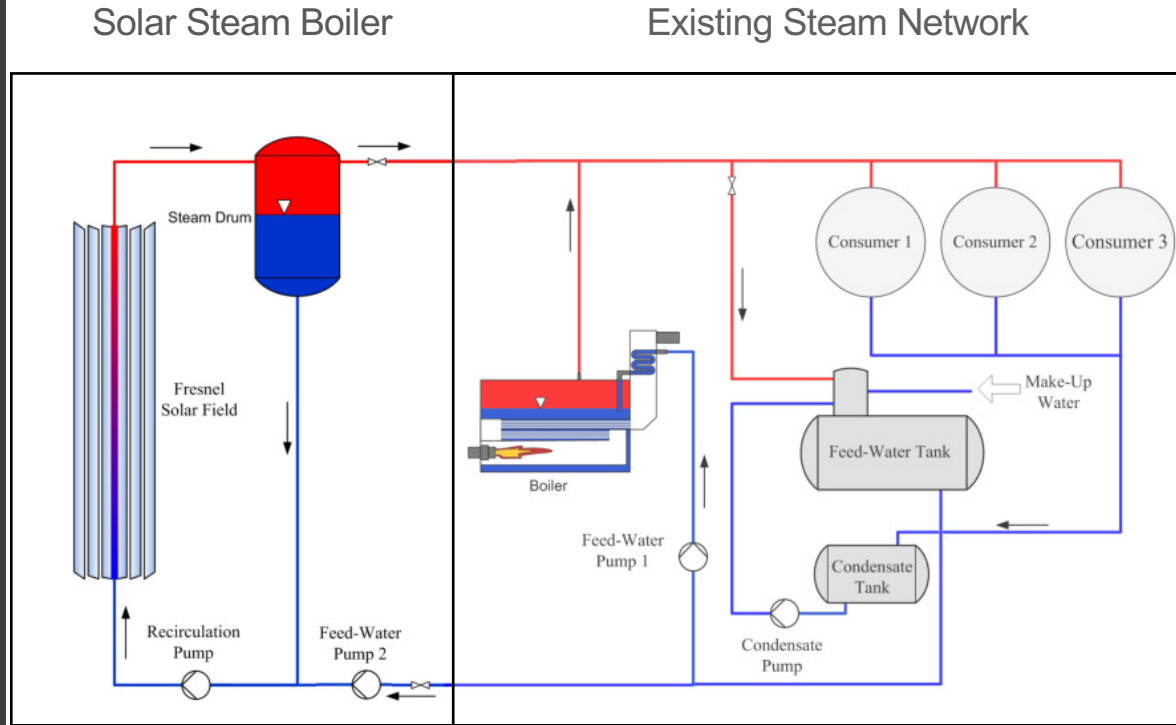 Solar Steam Boiler
Existing Steam Network
Steam Drum
Fresnel
Solar Field
Recirculation
Pump
Feed-Water
Pump 2
Boiler
Feed-Water
Pump 1
Consumer 1
Consumer 2
Consumer 3
Make-Up
Water
Feed-Water Tank
Condensate
Tank
Condensate
Pump